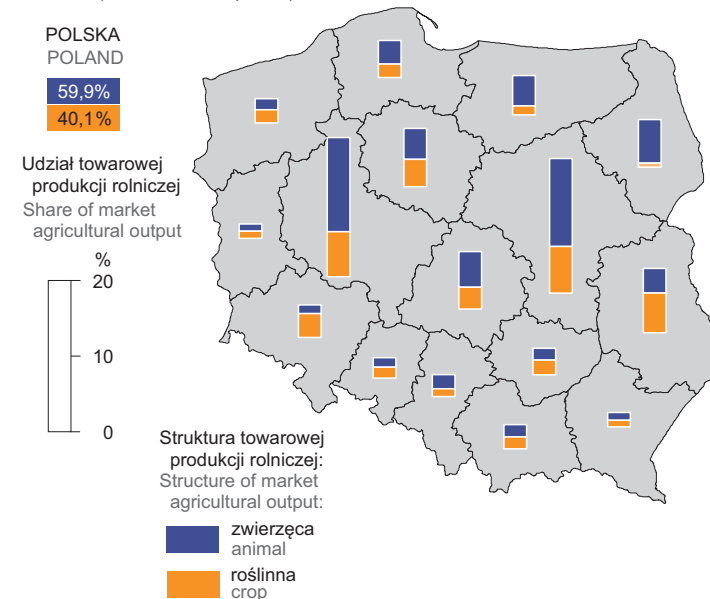 POLSKA
POLAND
59,9%
40,1%
Udział towarowej
produkcji rolniczej
Share of market
agricultural output
%
20
10
0
Struktura towarowej
produkcji rolniczej:
Structure of market
agricultural output:
zwierzęca
animal
roślinna
crop